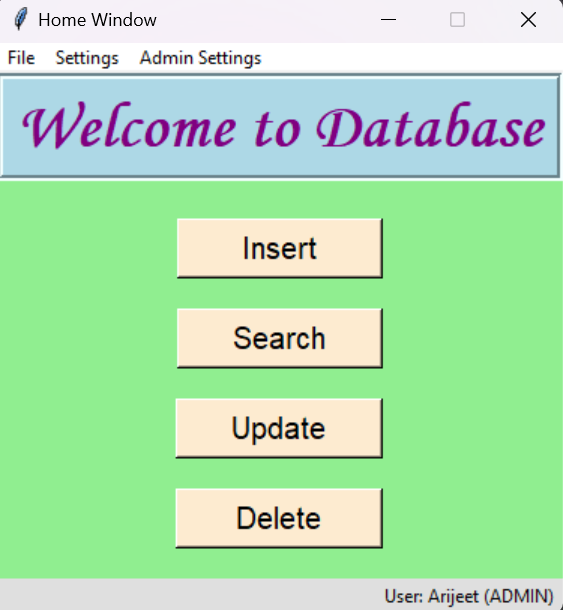 Home Window
File Settings Admin Settings
Welcome to Database
Insert
Search
Update
Delete
User: Arijeet (ADMIN)